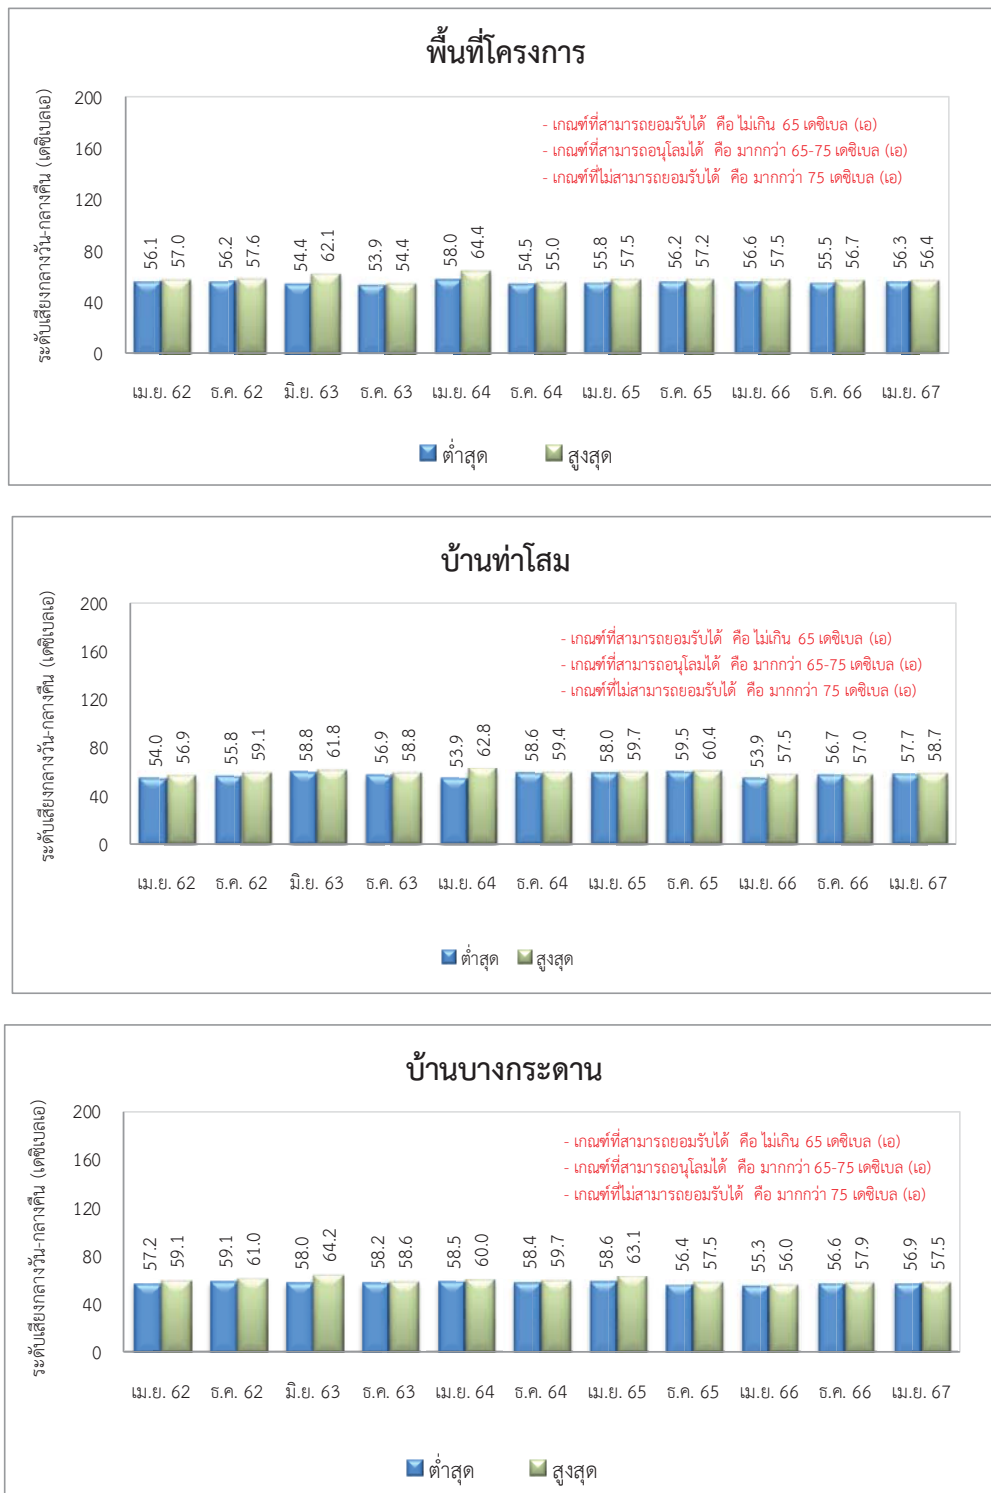 พื้นที่โครงการ
ระดับเสียงกลางวัน-กลางคืน (เดซิเบลเอ)
200
160
120
80
40
0
- เกณฑ์ที่สามารถยอมรับได้ คือ ไม่เกิน 65 เดซิเบล (เอ)
- เกณฑ์ที่สามารถอนุโลมได้ คือ มากกว่า 65-75 เดซิเบล (เอ)
- เกณฑ์ที่ไม่สามารถยอมรับได้ คือ มากกว่า 75 เดซิเบล (เอ)
56.1 57.0 56.2 57.6 54.4 62.1 53.9 54.4 58.0 64.4 54.5 55.0 55.8 57.5 56.2 57.2 56.6 57.5 55.5 56.7 56.3 56.4
เม.ย. 62 ธ.ค. 62 มิ.ย. 63 ธ.ค. 63 เม.ย. 64 ธ.ค. 64 เม.ย. 65 ธ.ค. 65 เม.ย. 66 ธ.ค. 66 เม.ย. 67
ต่ำสุด สูงสุด
บ้านท่าโสม
ระดับเสียงกลางวัน-กลางคืน (เดซิเบลเอ)
200
160
120
80
40
0
- เกณฑ์ที่สามารถยอมรับได้ คือ ไม่เกิน 65 เดซิเบล (เอ)
- เกณฑ์ที่สามารถอนุโลมได้ คือ มากกว่า 65-75 เดซิเบล (เอ)
- เกณฑ์ที่ไม่สามารถยอมรับได้ คือ มากกว่า 75 เดซิเบล (เอ)
54.0 56.9 55.8 59.1 58.8 61.8 56.9 58.8 53.9 62.8 58.6 59.4 58.0 59.7 59.5 60.4 53.9 57.5 56.7 57.0 57.7 58.7
เม.ย. 62 ธ.ค. 62 มิ.ย. 63 ธ.ค. 63 เม.ย. 64 ธ.ค. 64 เม.ย. 65 ธ.ค. 65 เม.ย. 66 ธ.ค. 66 เม.ย. 67
ต่ำสุด สูงสุด
บ้านบางกระดาน
ระดับเสียงกลางวัน-กลางคืน (เดซิเบลเอ)
200
160
120
80
40
0
- เกณฑ์ที่สามารถยอมรับได้ คือ ไม่เกิน 65 เดซิเบล (เอ)
- เกณฑ์ที่สามารถอนุโลมได้ คือ มากกว่า 65-75 เดซิเบล (เอ)
- เกณฑ์ที่ไม่สามารถยอมรับได้ คือ มากกว่า 75 เดซิเบล (เอ)
57.2 59.1 59.1 61.0 58.0 64.2 58.2 58.6 58.5 60.0 58.4 59.7 58.6 63.1 56.4 57.5 55.3 56.0 56.6 57.9 56.9 57.5
เม.ย. 62 ธ.ค. 62 มิ.ย. 63 ธ.ค. 63 เม.ย. 64 ธ.ค. 64 เม.ย. 65 ธ.ค. 65 เม.ย. 66 ธ.ค. 66 เม.ย. 67
ต่ำสุด สูงสุด